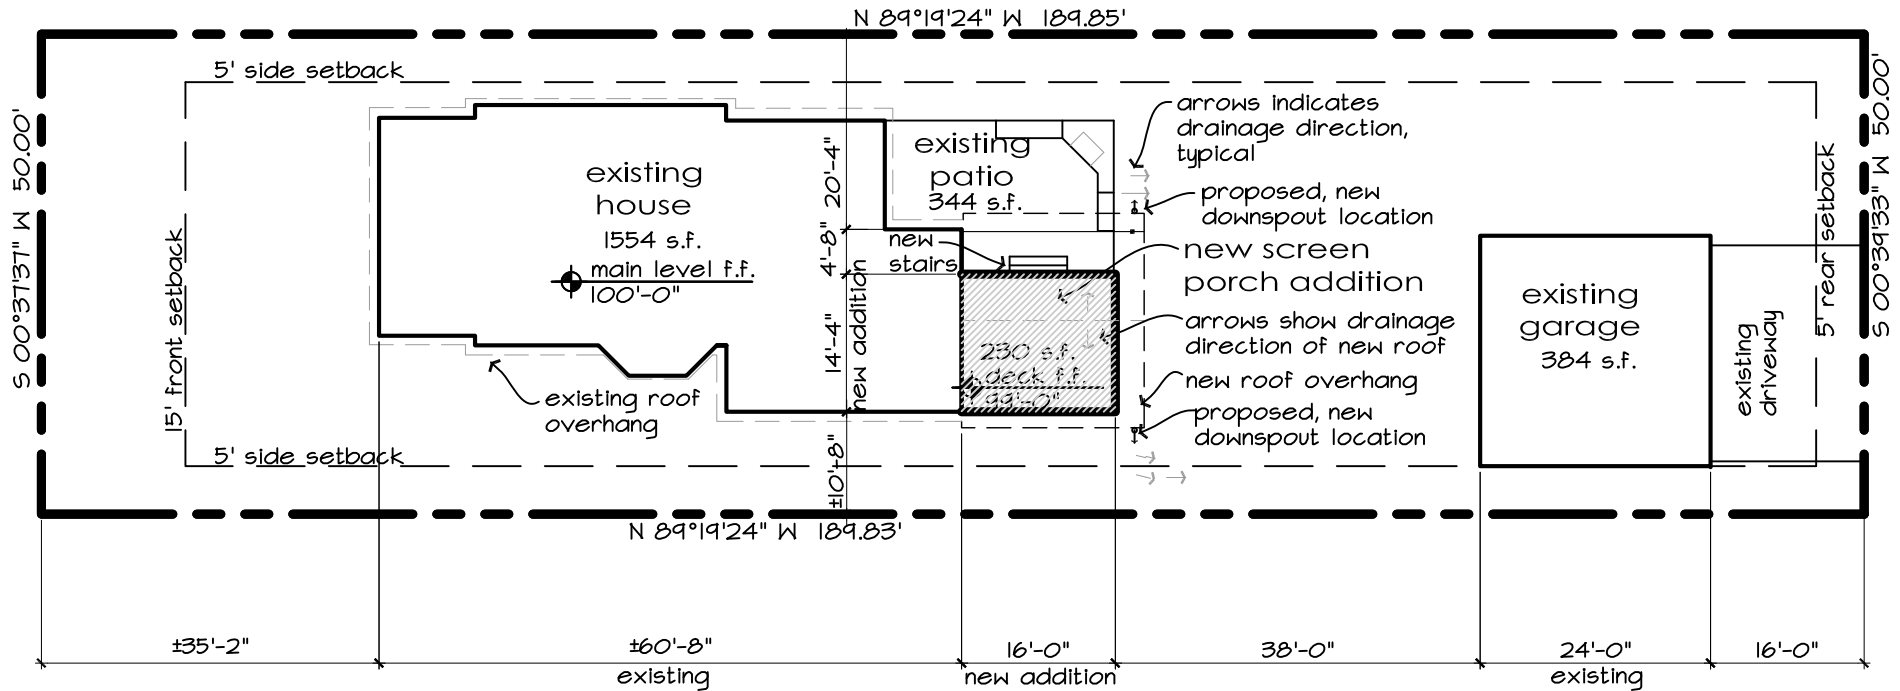 N 89°19'24" W 189.85'
5' side setback
S 00°37'37" W 50.00'
15' front setback
existing
house
1554 s.f.
main level f.f.
100'-0"
existing roof
overhang
5' side setback
20'-4"
4'-8"
14'-4"
new addition
±10'-8"
existing
patio
344 s.f.
new
stairs
230 s.f.
deck f.f.
99'-0"
arrows indicates
drainage direction,
typical
proposed, new
downspout location
new screen
porch addition
arrows show drainage
direction of new roof
new roof overhang
proposed, new
downspout location
existing
garage
384 s.f.
existing
driveway
5' rear setback
S 00°39'33" W 50.00'
N 89°19'24" W 189.83'
±35'-2"
±60'-8"
existing
16'-0"
new addition
38'-0"
24'-0"
existing
16'-0"